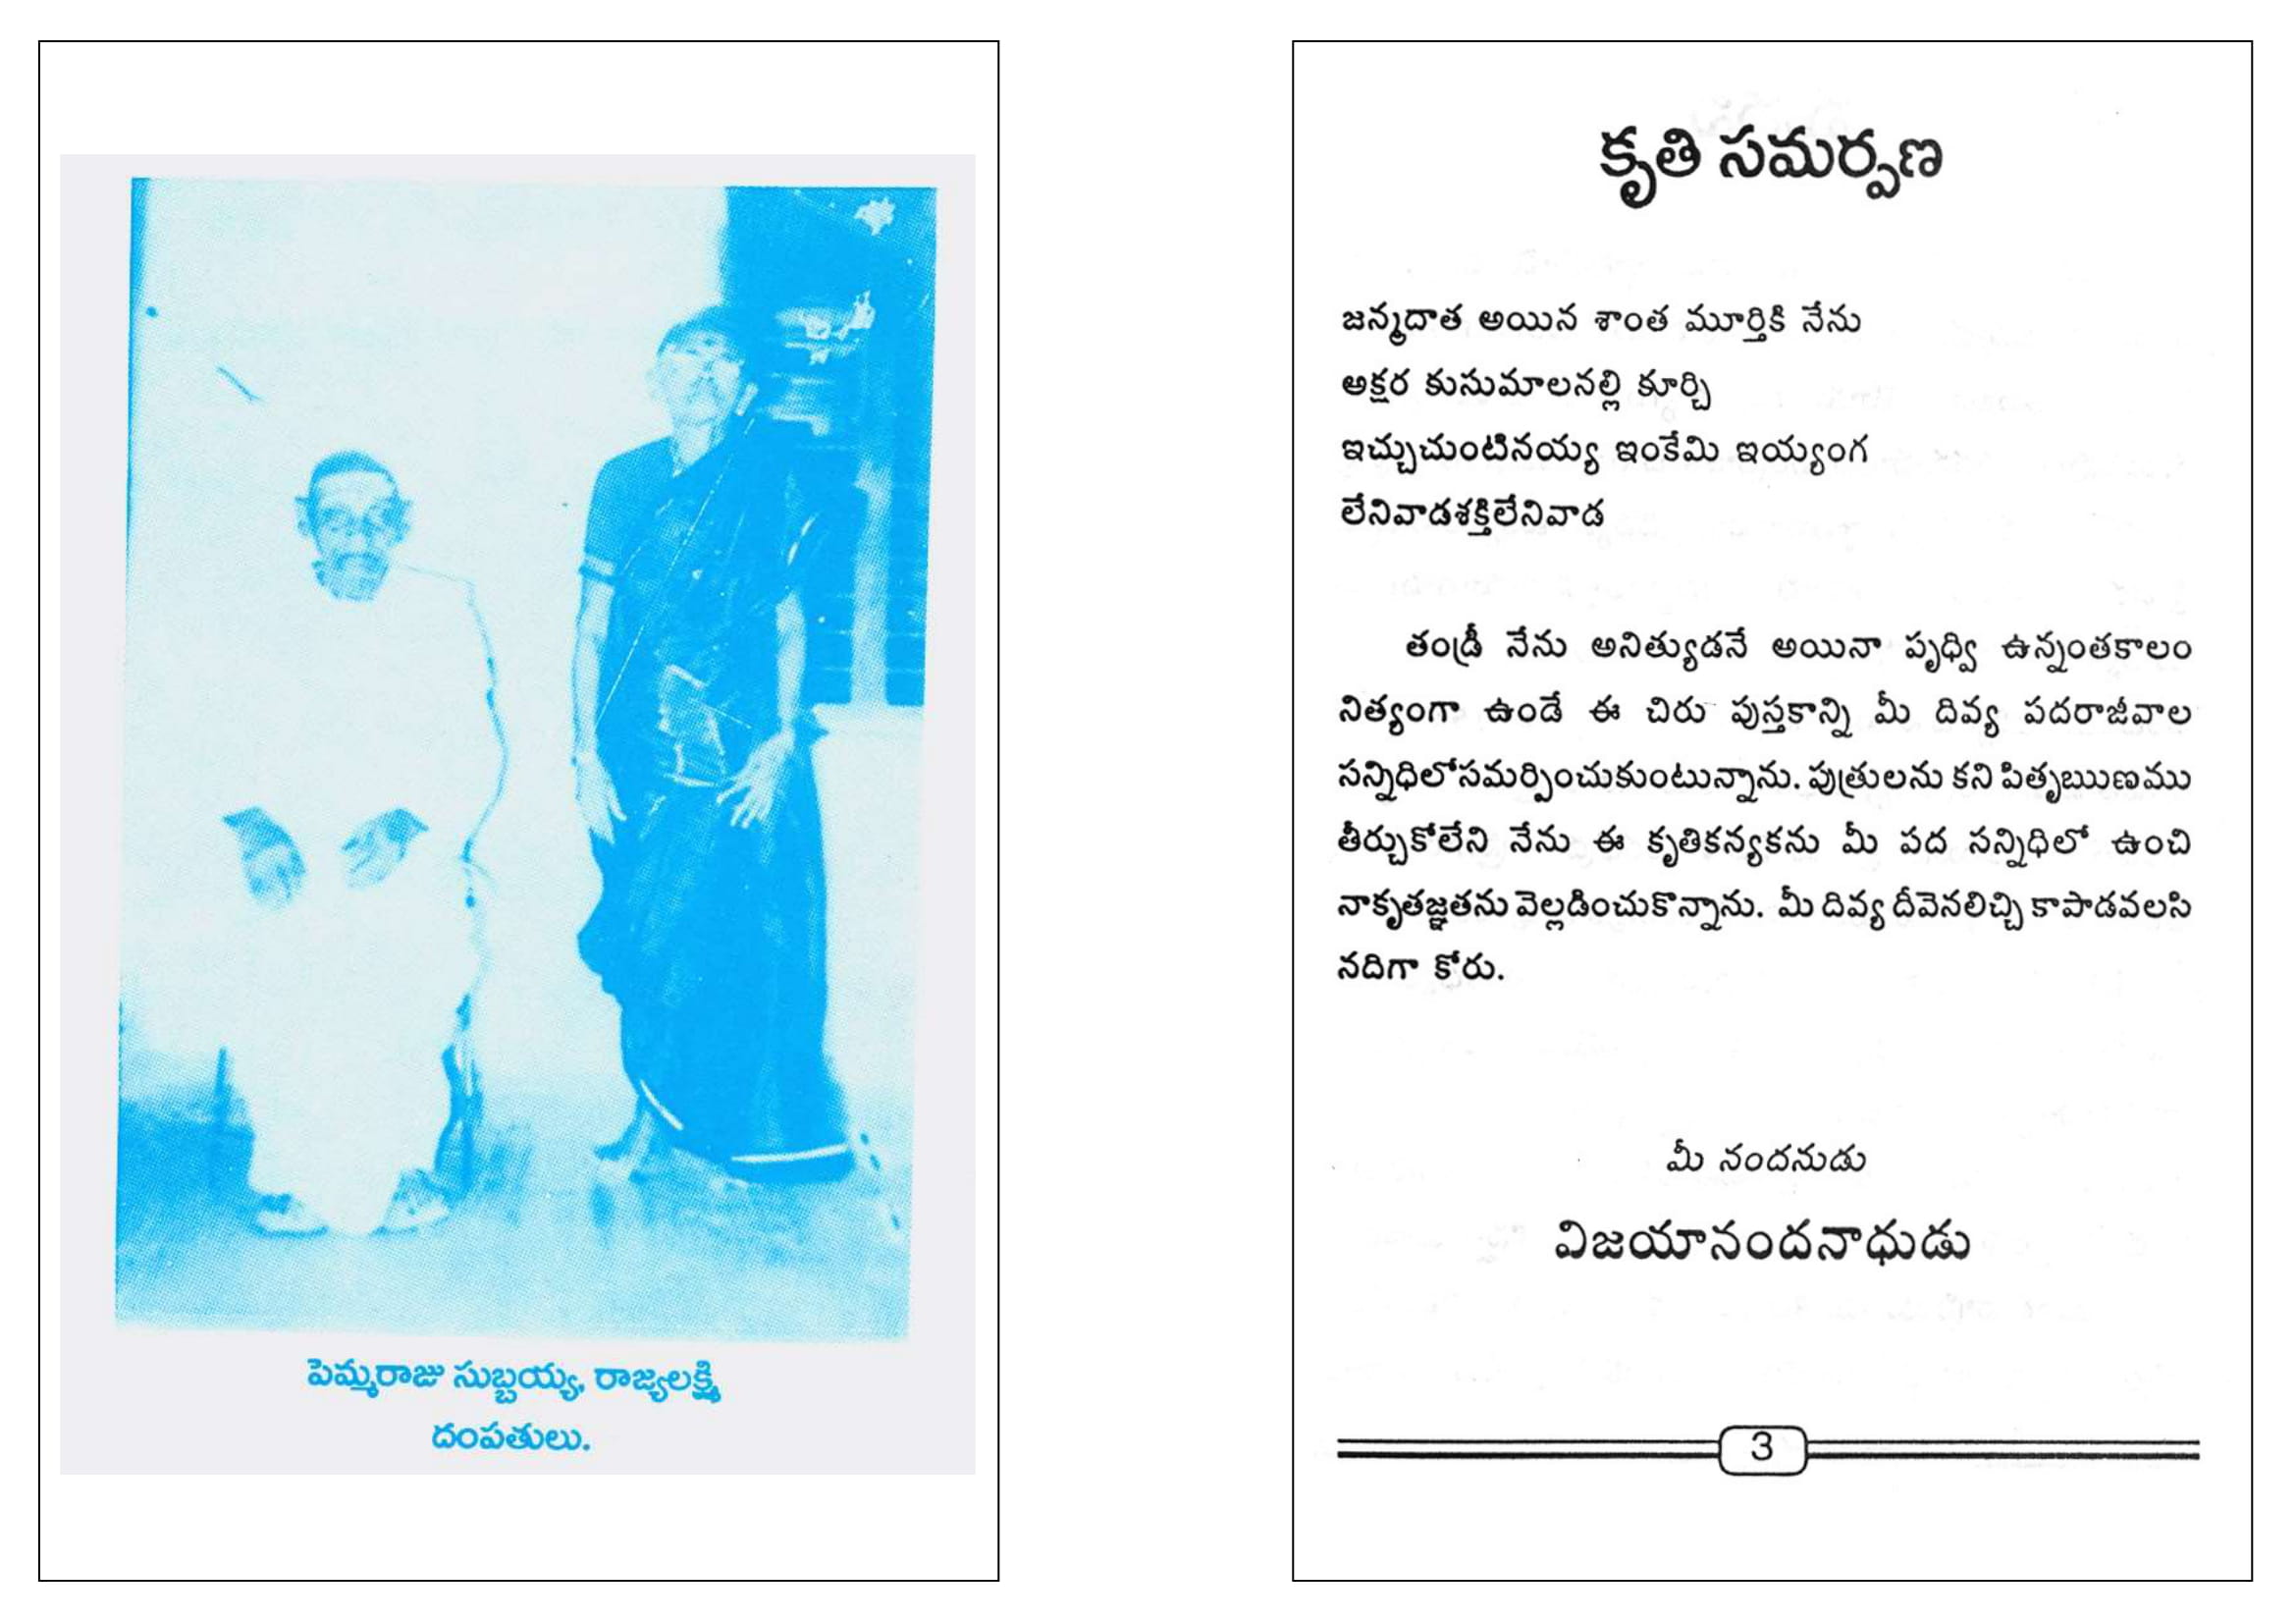 పెమ్మరాజు సుబ్బయ్య, రాజ్యలక్ష్మి
దంపతులు.
కృతి సమర్పణ
జన్మదాత అయిన శాంత మూర్తికి నేను
అక్షర కుసుమాలనల్లి కూర్చి
ఇచ్చుచుంటినయ్య ఇంకేమి ఇయ్యంగ
లేనివాడశక్తిలేనివాడ
తండ్రీ నేను అనిత్యుడనే అయినా పృధ్వి ఉన్నంతకాలం
నిత్యంగా ఉండే ఈ చిరు పుస్తకాన్ని మీ దివ్య పదరాజీవాల
సన్నిధిలోసమర్పించుకుంటున్నాను. పుత్రులను కని పితృఋణము
తీర్చుకోలేని నేను ఈ కృతికన్యకను మీ పద సన్నిధిలో ఉంచి
నాకృతజ్ఞతను వెల్లడించుకొన్నాను. మీ దివ్య దీవెనలిచ్చి కాపాడవలసి
నదిగా కోరు.
మీ నందనుడు
విజయానందనాధుడు
3